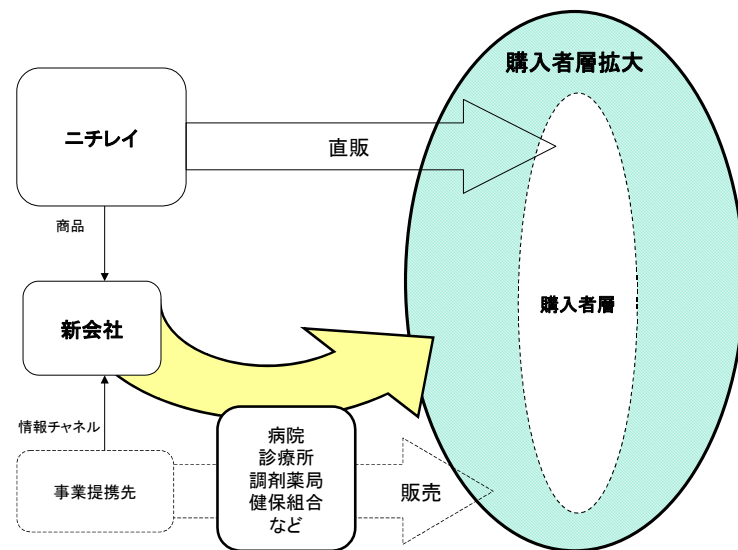 購入者層拡大
ニチレイ
直販
商品
購入者層
新会社
情報チャネル
病院
診療所
調剤薬局
健保組合
など
事業提携先
販売